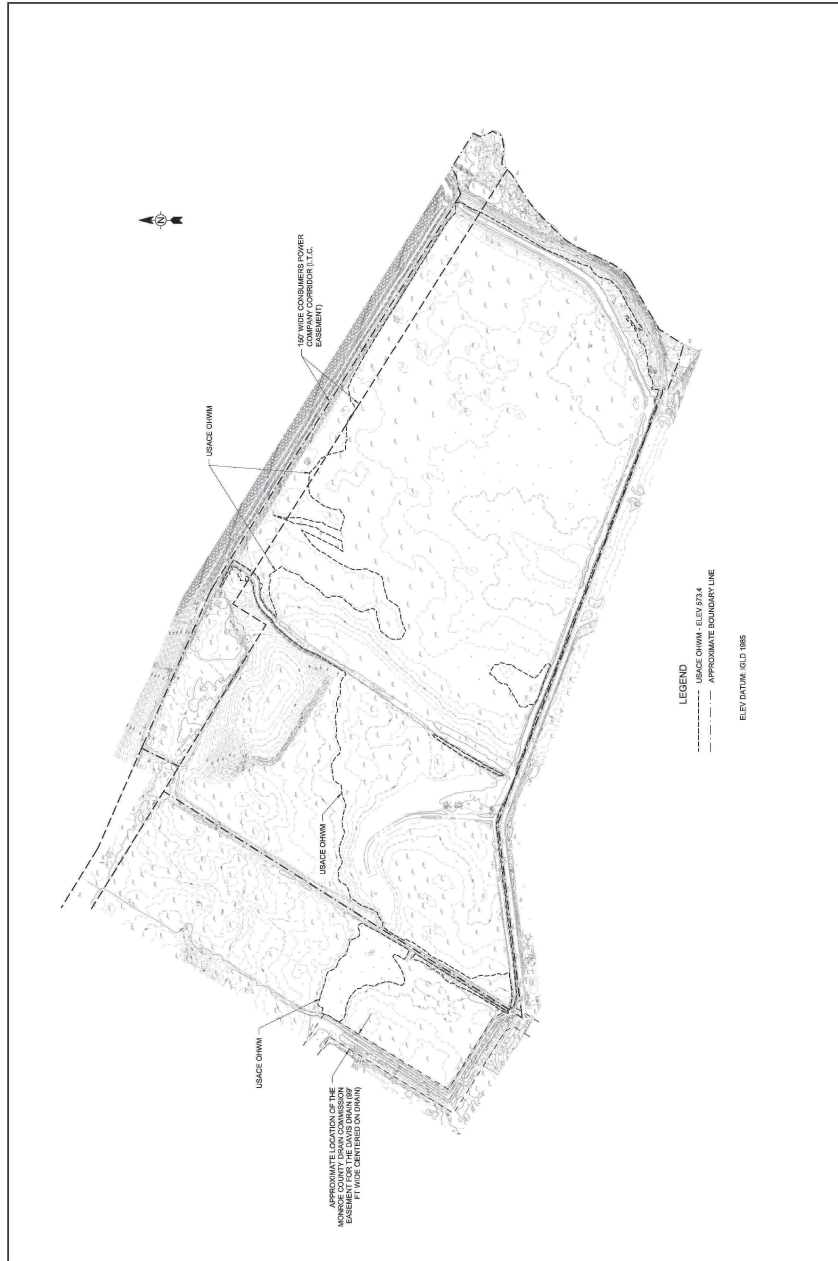 N
150' WIDE CONSUMERS POWER
COMPANY CORRIDOR (I.T.C.
EASEMENT)
USACE OHWM
USACE OHWM
USACE OHWM
APPROXIMATE LOCATION OF THE
MONROE COUNTY DRAIN COMMISSION
EASEMENT FOR THE DAVIS DRAIN (99'
FT WIDE CENTERED ON DRAIN)
LEGEND
USACE OHWM - ELEV 573.4
APPROXIMATE BOUNDARY LINE
ELEV DATUM: IGLD 1985